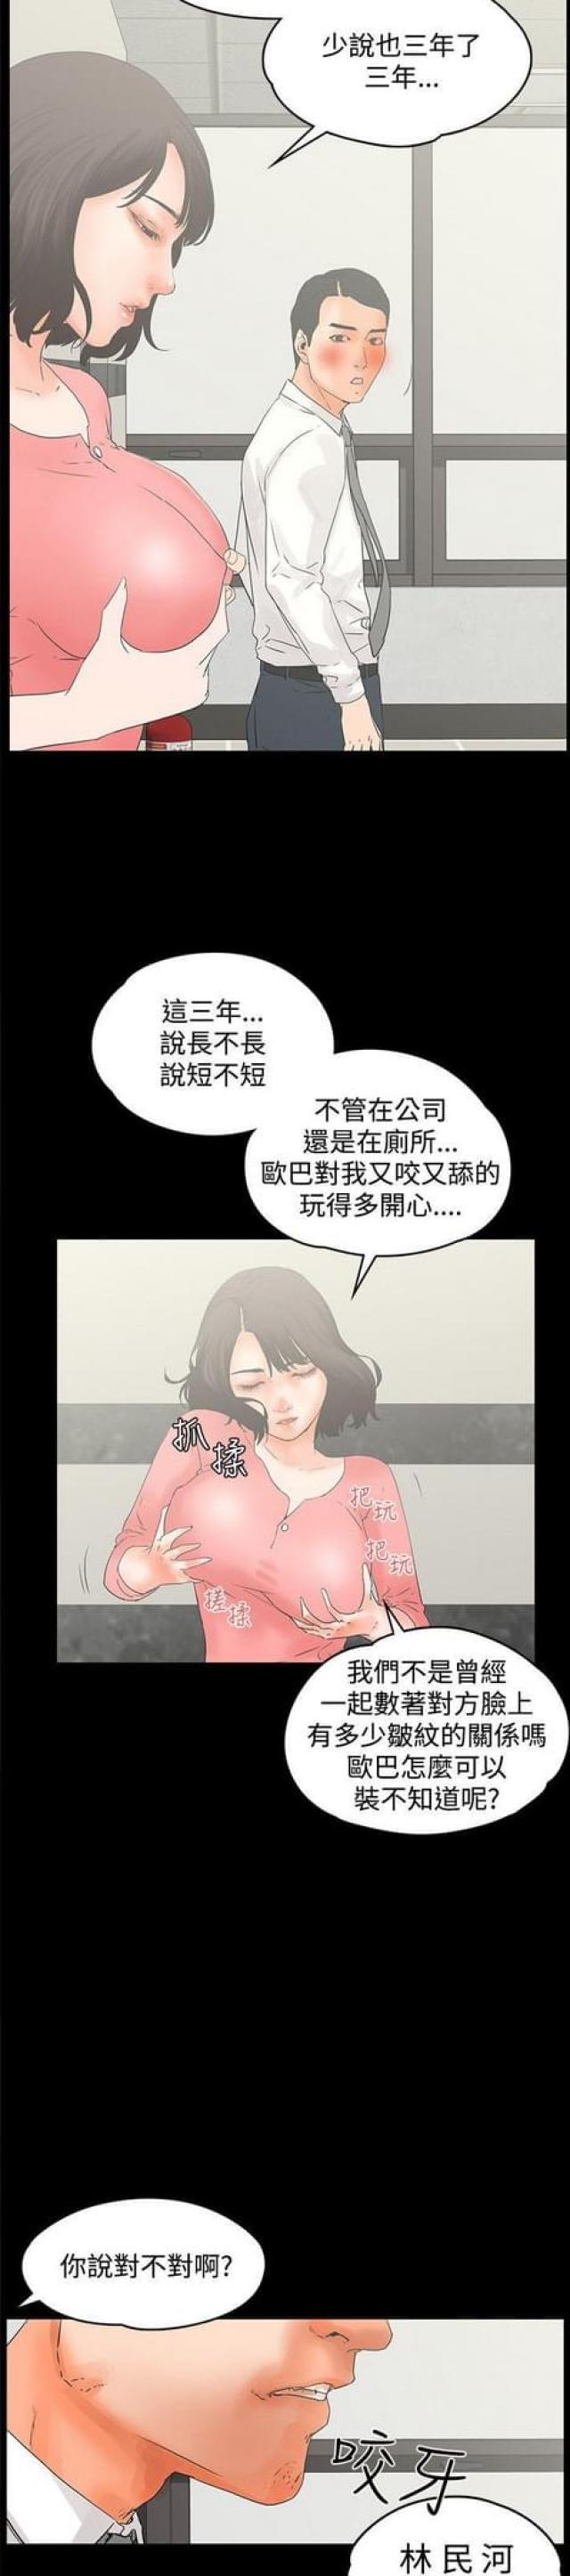 少說也三年了
三年...
這三年...
說長不長
說短不短
不管在公司
還是在廁所...
歐巴對我又咬又舔的
玩得多開心....
抓揉
把玩
把玩
搓揉
我們不是曾經
一起數著對方臉上
有多少皺紋的關係嗎
歐巴怎麼可以
裝不知道呢?
你說對不對啊?
咬牙
林民河